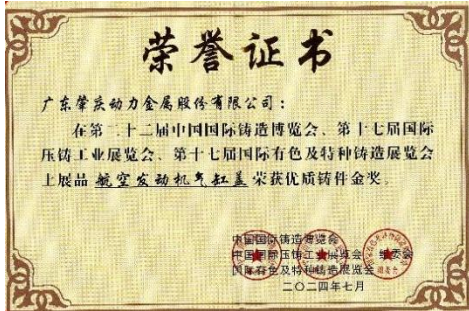 荣誉证书
广东肇庆动力金属股份有限公司：
在第二十二届中国国际铸造博览会、第十七届国际
压铸工业展览会、第十七届国际有色及特种铸造展览会
上展品 航空发动机气缸盖 荣获优质铸件金奖。
中国国际铸造博览会
中国国际压铸工业展览会 组委会
国际有色及特种铸造展览会
二〇二四年七月